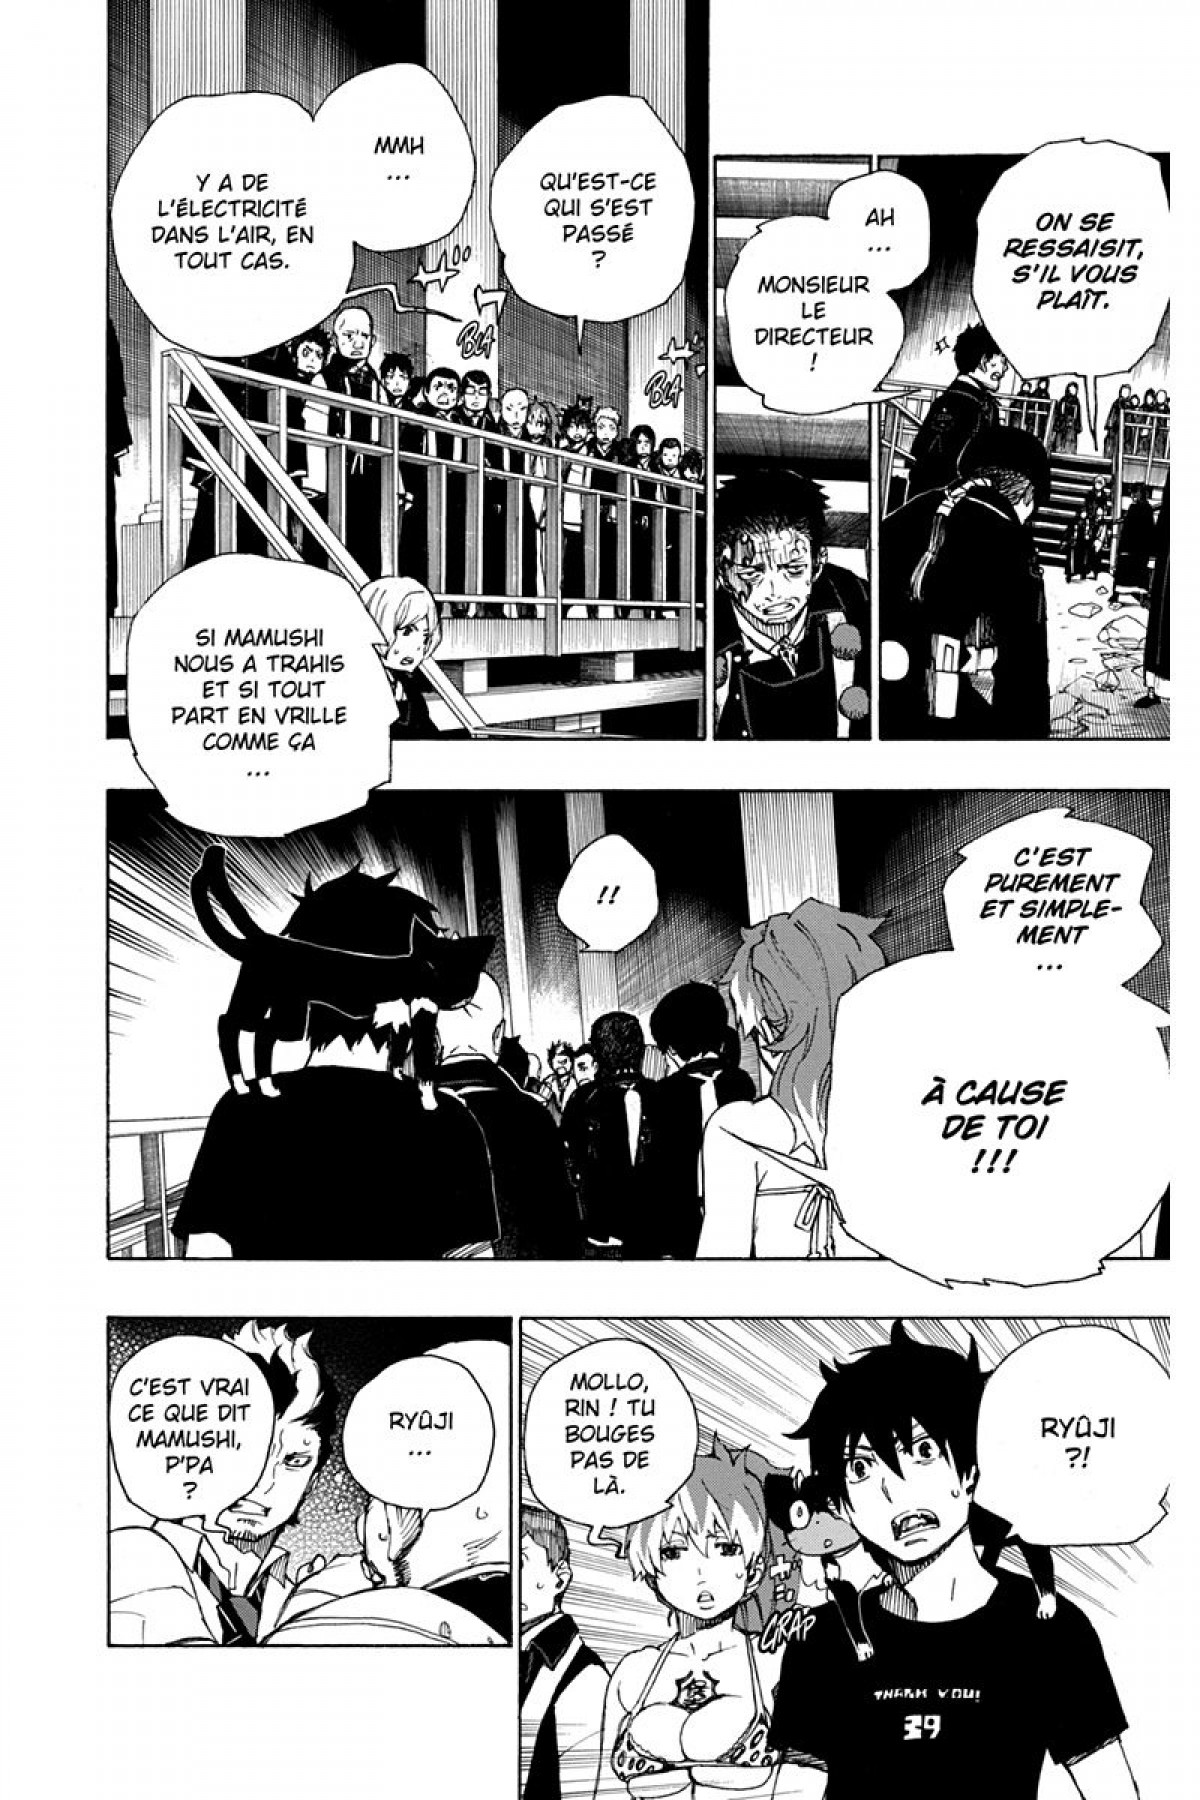 ON SE
RESSAISIT,
S'IL VOUS
PLAÎT.
AH
...
MONSIEUR
LE
DIRECTEUR
!
QU'EST-CE
QUI S'EST
PASSÉ
?
MMH
...
Y A DE
L'ÉLECTRICITÉ
DANS L'AIR, EN
TOUT CAS.
BLA
BLA
SI MAMUSHI
NOUS A TRAHIS
ET SI TOUT
PART EN VRILLE
COMME ÇA
...
C'EST
PUREMENT
ET SIMPLE-
MENT
...
À CAUSE
DE TOI
!!!
!!
RYÛJI
?!
MOLLO,
RIN ! TU
BOUGES
PAS DE
LÀ.
GRAP
THANK YOU!
39
RYÛJI
...
C'EST VRAI
CE QUE DIT
MAMUSHI,
P'PA
?